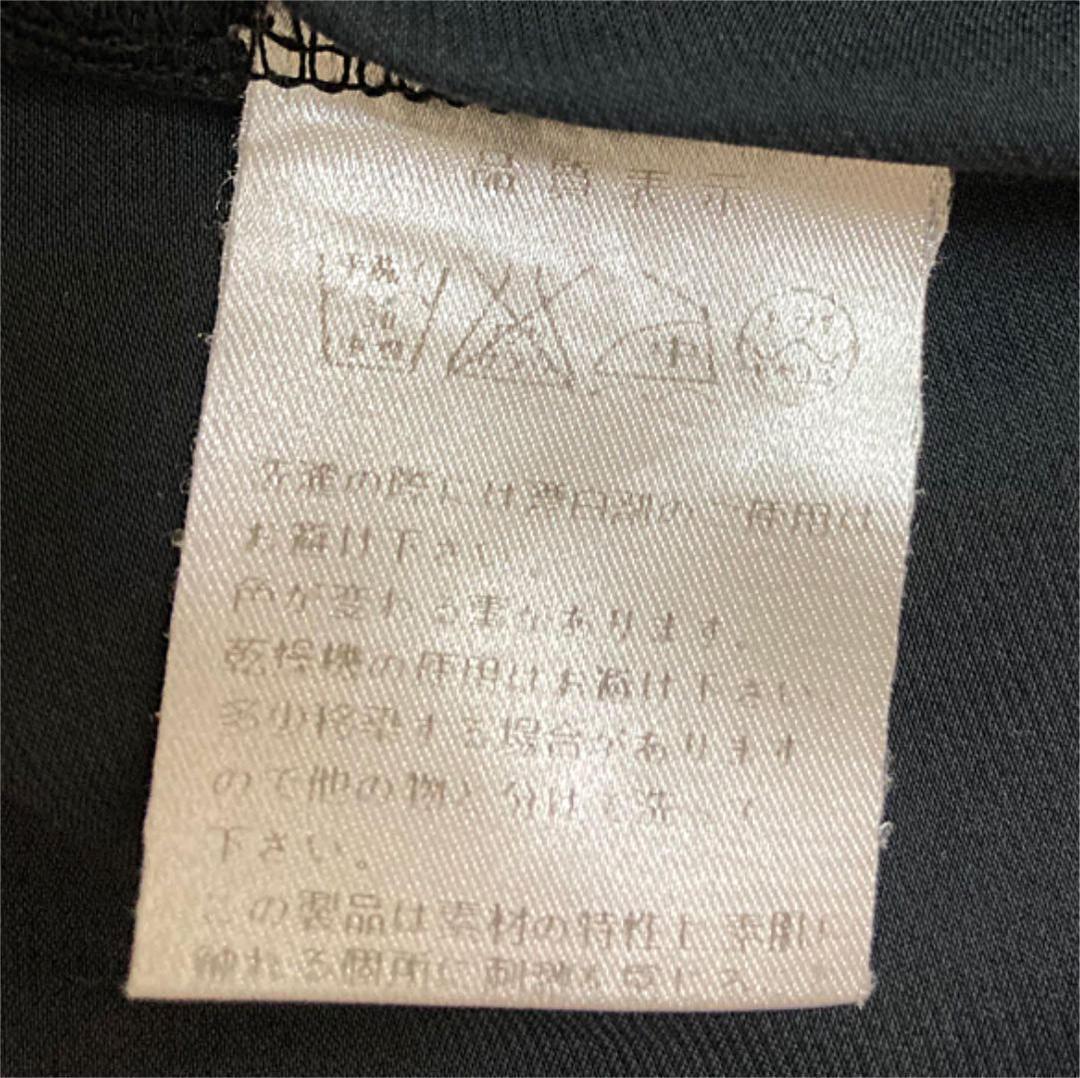 品質表示
手洗イ
30
中
洗濯の際には漂白剤のご使用は
お避け下さい。
色が変わる事があります。
乾燥機の使用はお避け下さい。
多少移染する場合があります
ので他の物と分けて洗って
下さい。
この製品は素材の特性上素肌に
触れる個所に刺激を感じる